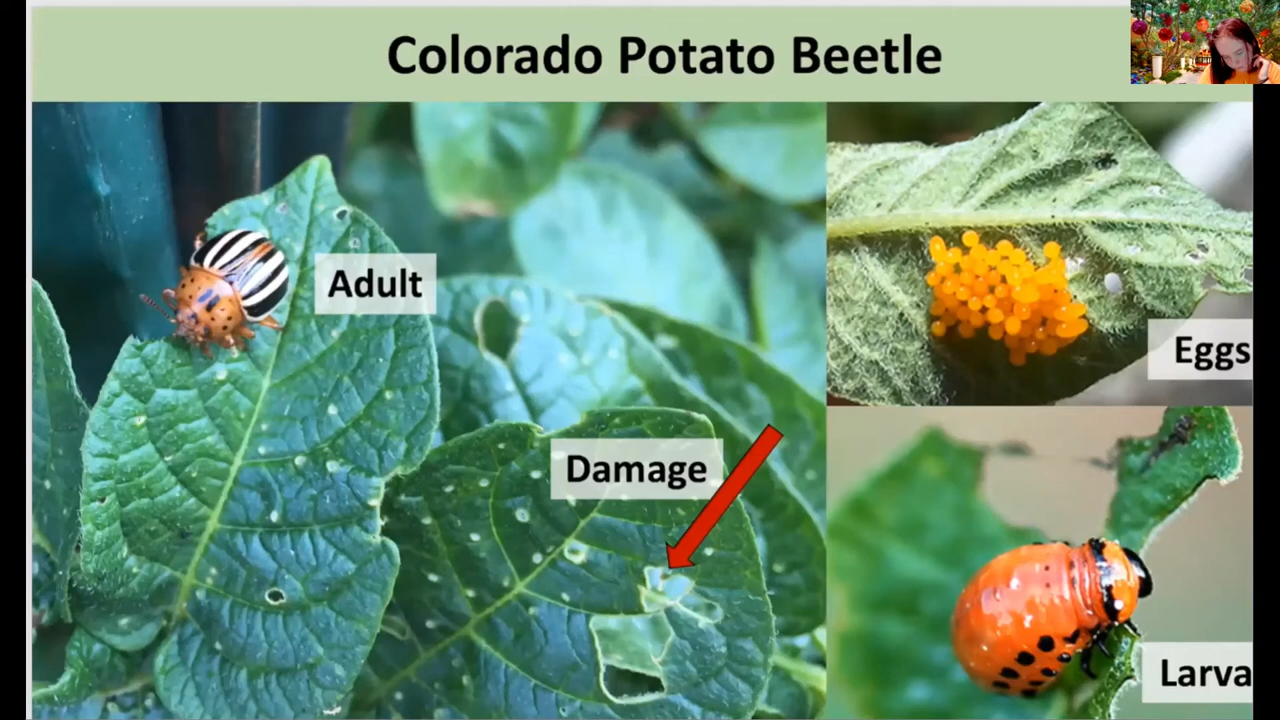 Colorado Potato Beetle
Adult
Damage
Eggs
Larva